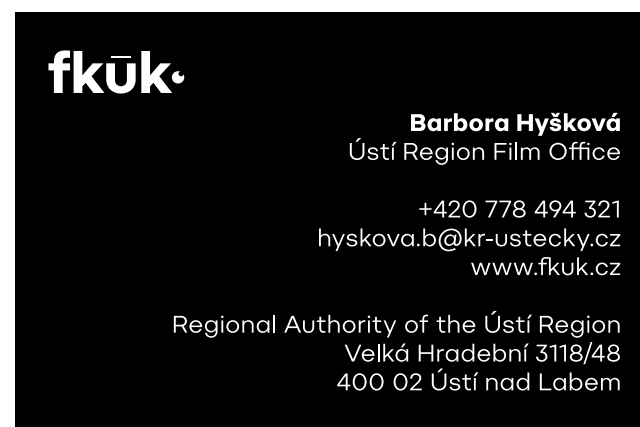 fkūk
Barbora Hyšková
Ústí Region Film Office
+420 778 494 321
hyskova.b@kr-ustecky.cz
www.fkuk.cz
Regional Authority of the Ústí Region
Velká Hradební 3118/48
400 02 Ústí nad Labem